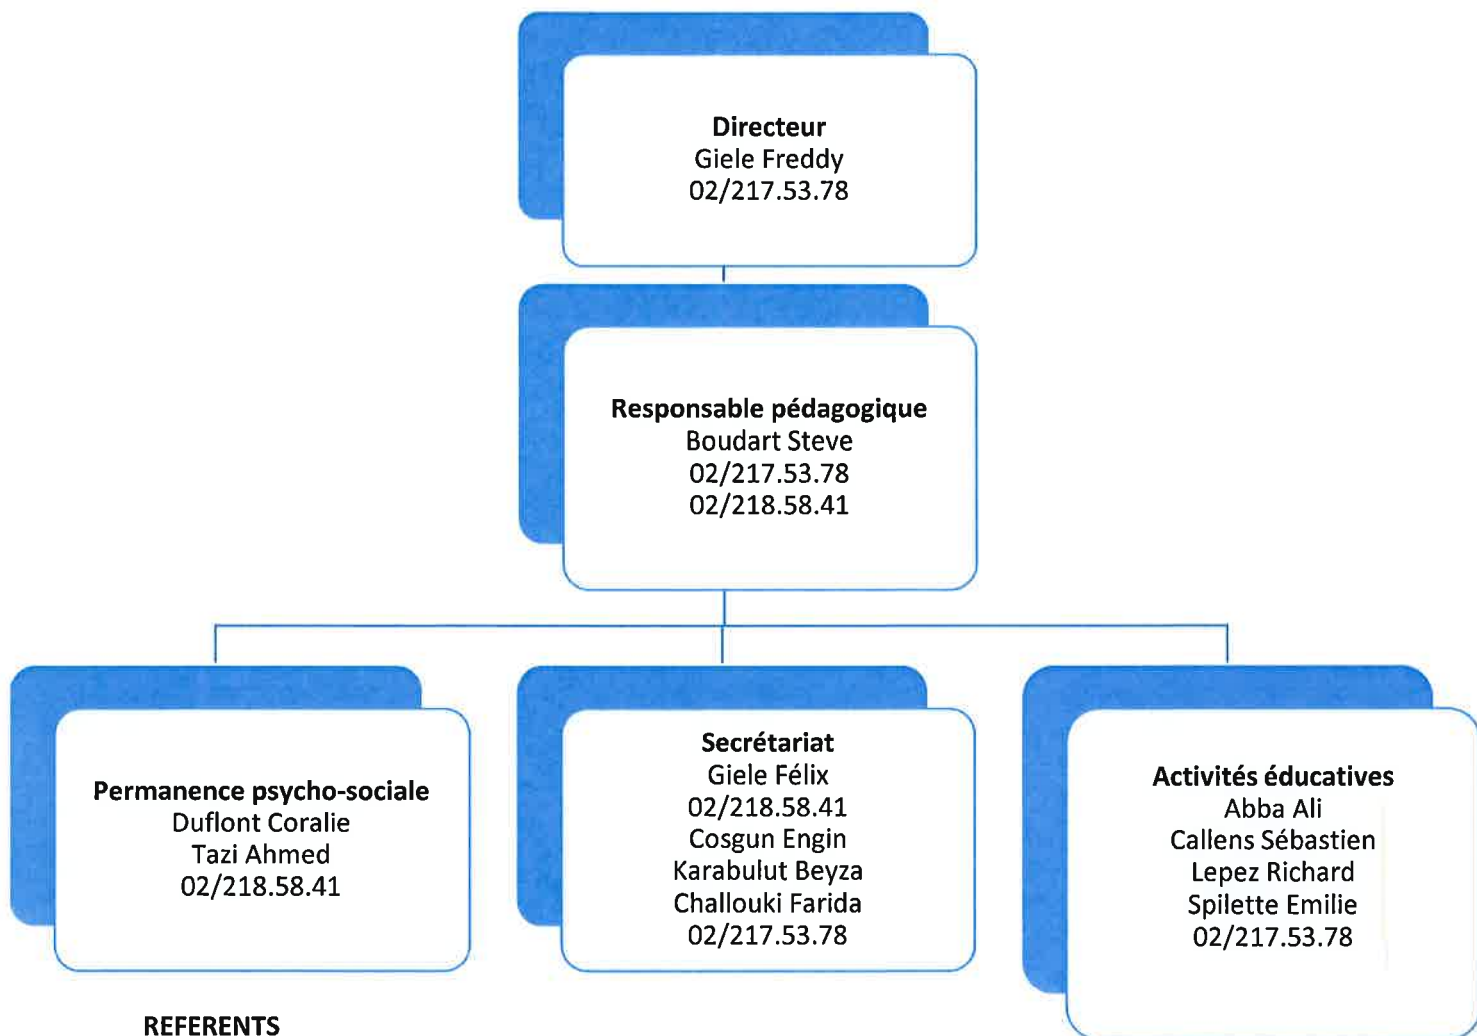 Directeur
Giele Freddy
02/217.53.78
Responsable pédagogique
Boudart Steve
02/217.53.78
02/218.58.41
Permanence psycho-sociale
Duflont Coralie
Tazi Ahmed
02/218.58.41
Secrétariat
Giele Félix
02/218.58.41
Cosgun Engin
Karabulut Beyza
Challouki Farida
02/217.53.78
Activités éducatives
Abba Ali
Callens Sébastien
Lepez Richard
Spilette Emilie
02/217.53.78
REFERENTS